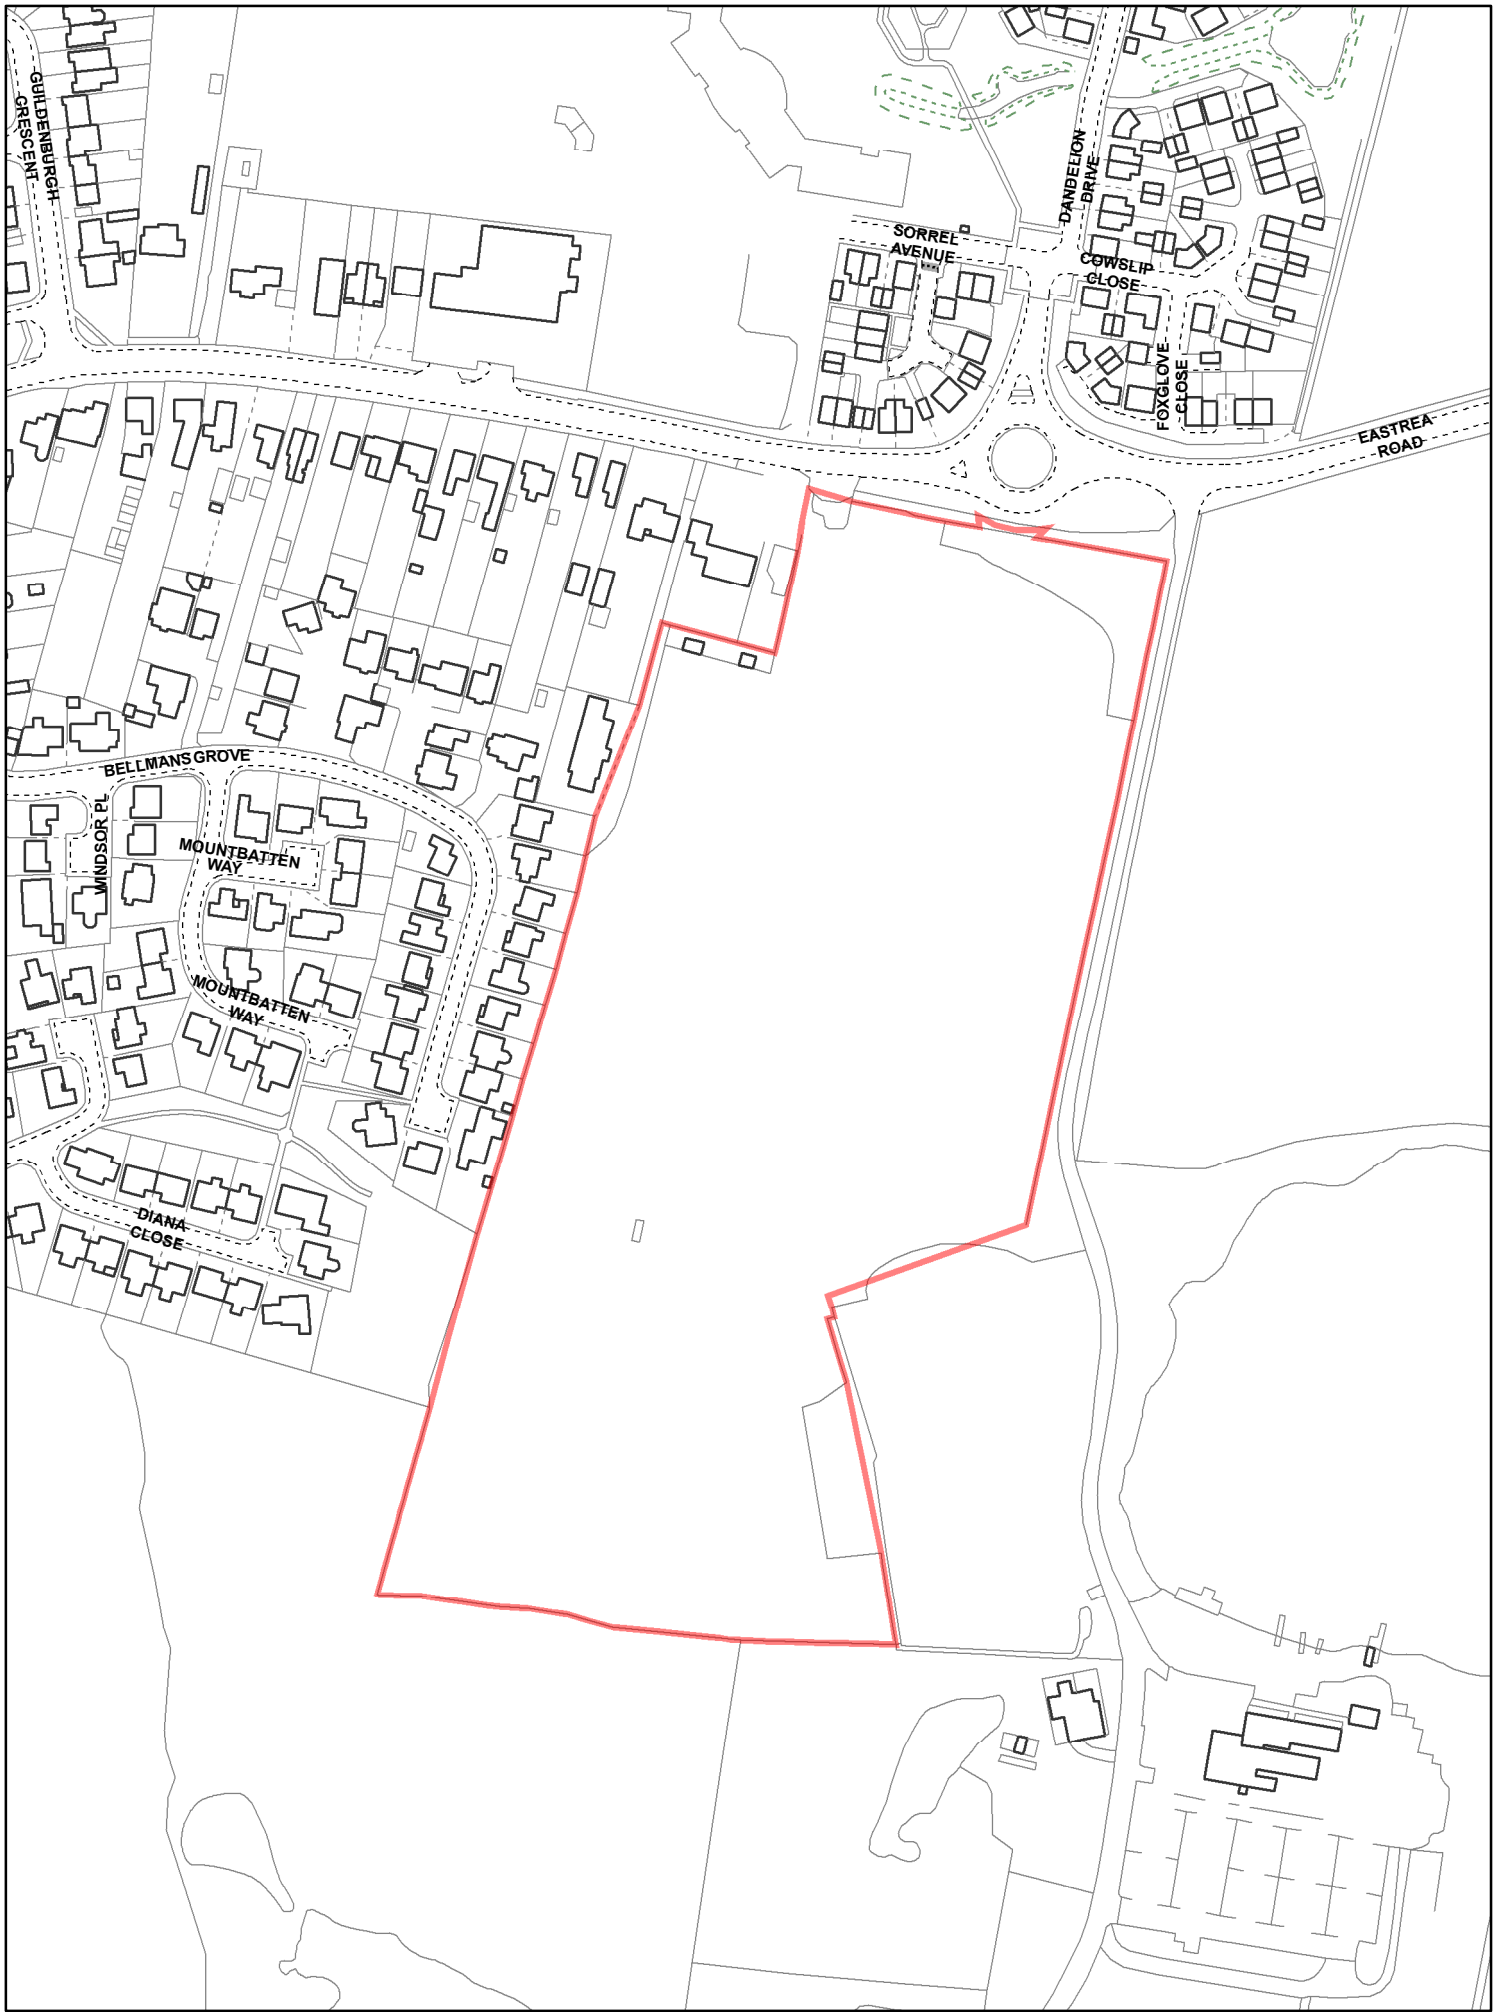 GUILDENBURGH
CRESCENT
DANDELION
DRIVE
SORREL
AVENUE
COWSLIP
CLOSE
FOXGLOVE
CLOSE
EASTREA
ROAD
BELLMANS GROVE
WINDSOR PL
MOUNTBATTEN
WAY
MOUNTBATTEN
WAY
DIANA
CLOSE